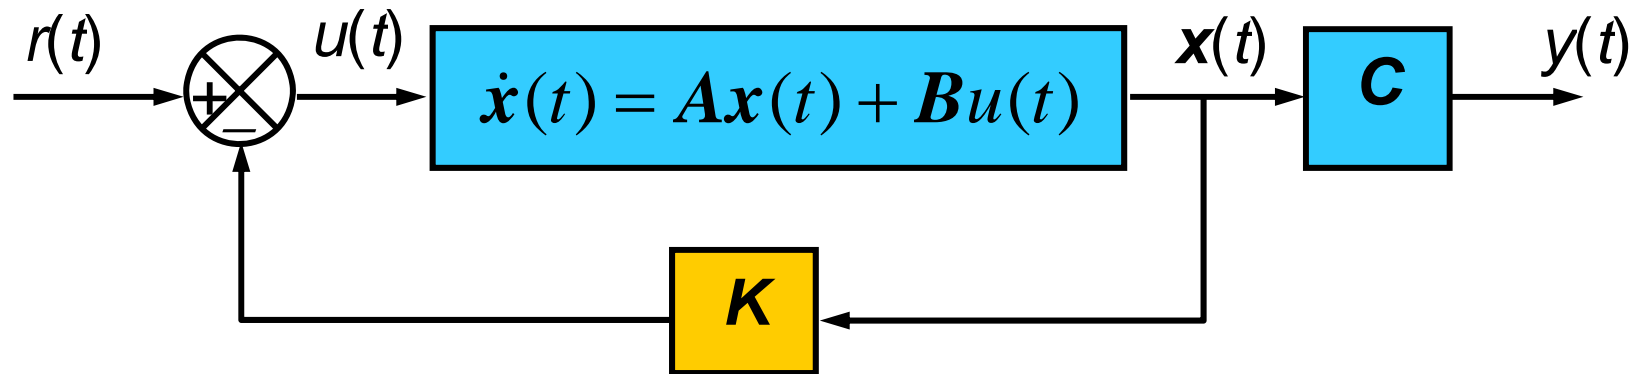 r(t)
u(t)
ẋ(t) = Ax(t) + Bu(t)
x(t)
C
y(t)
+
−
K